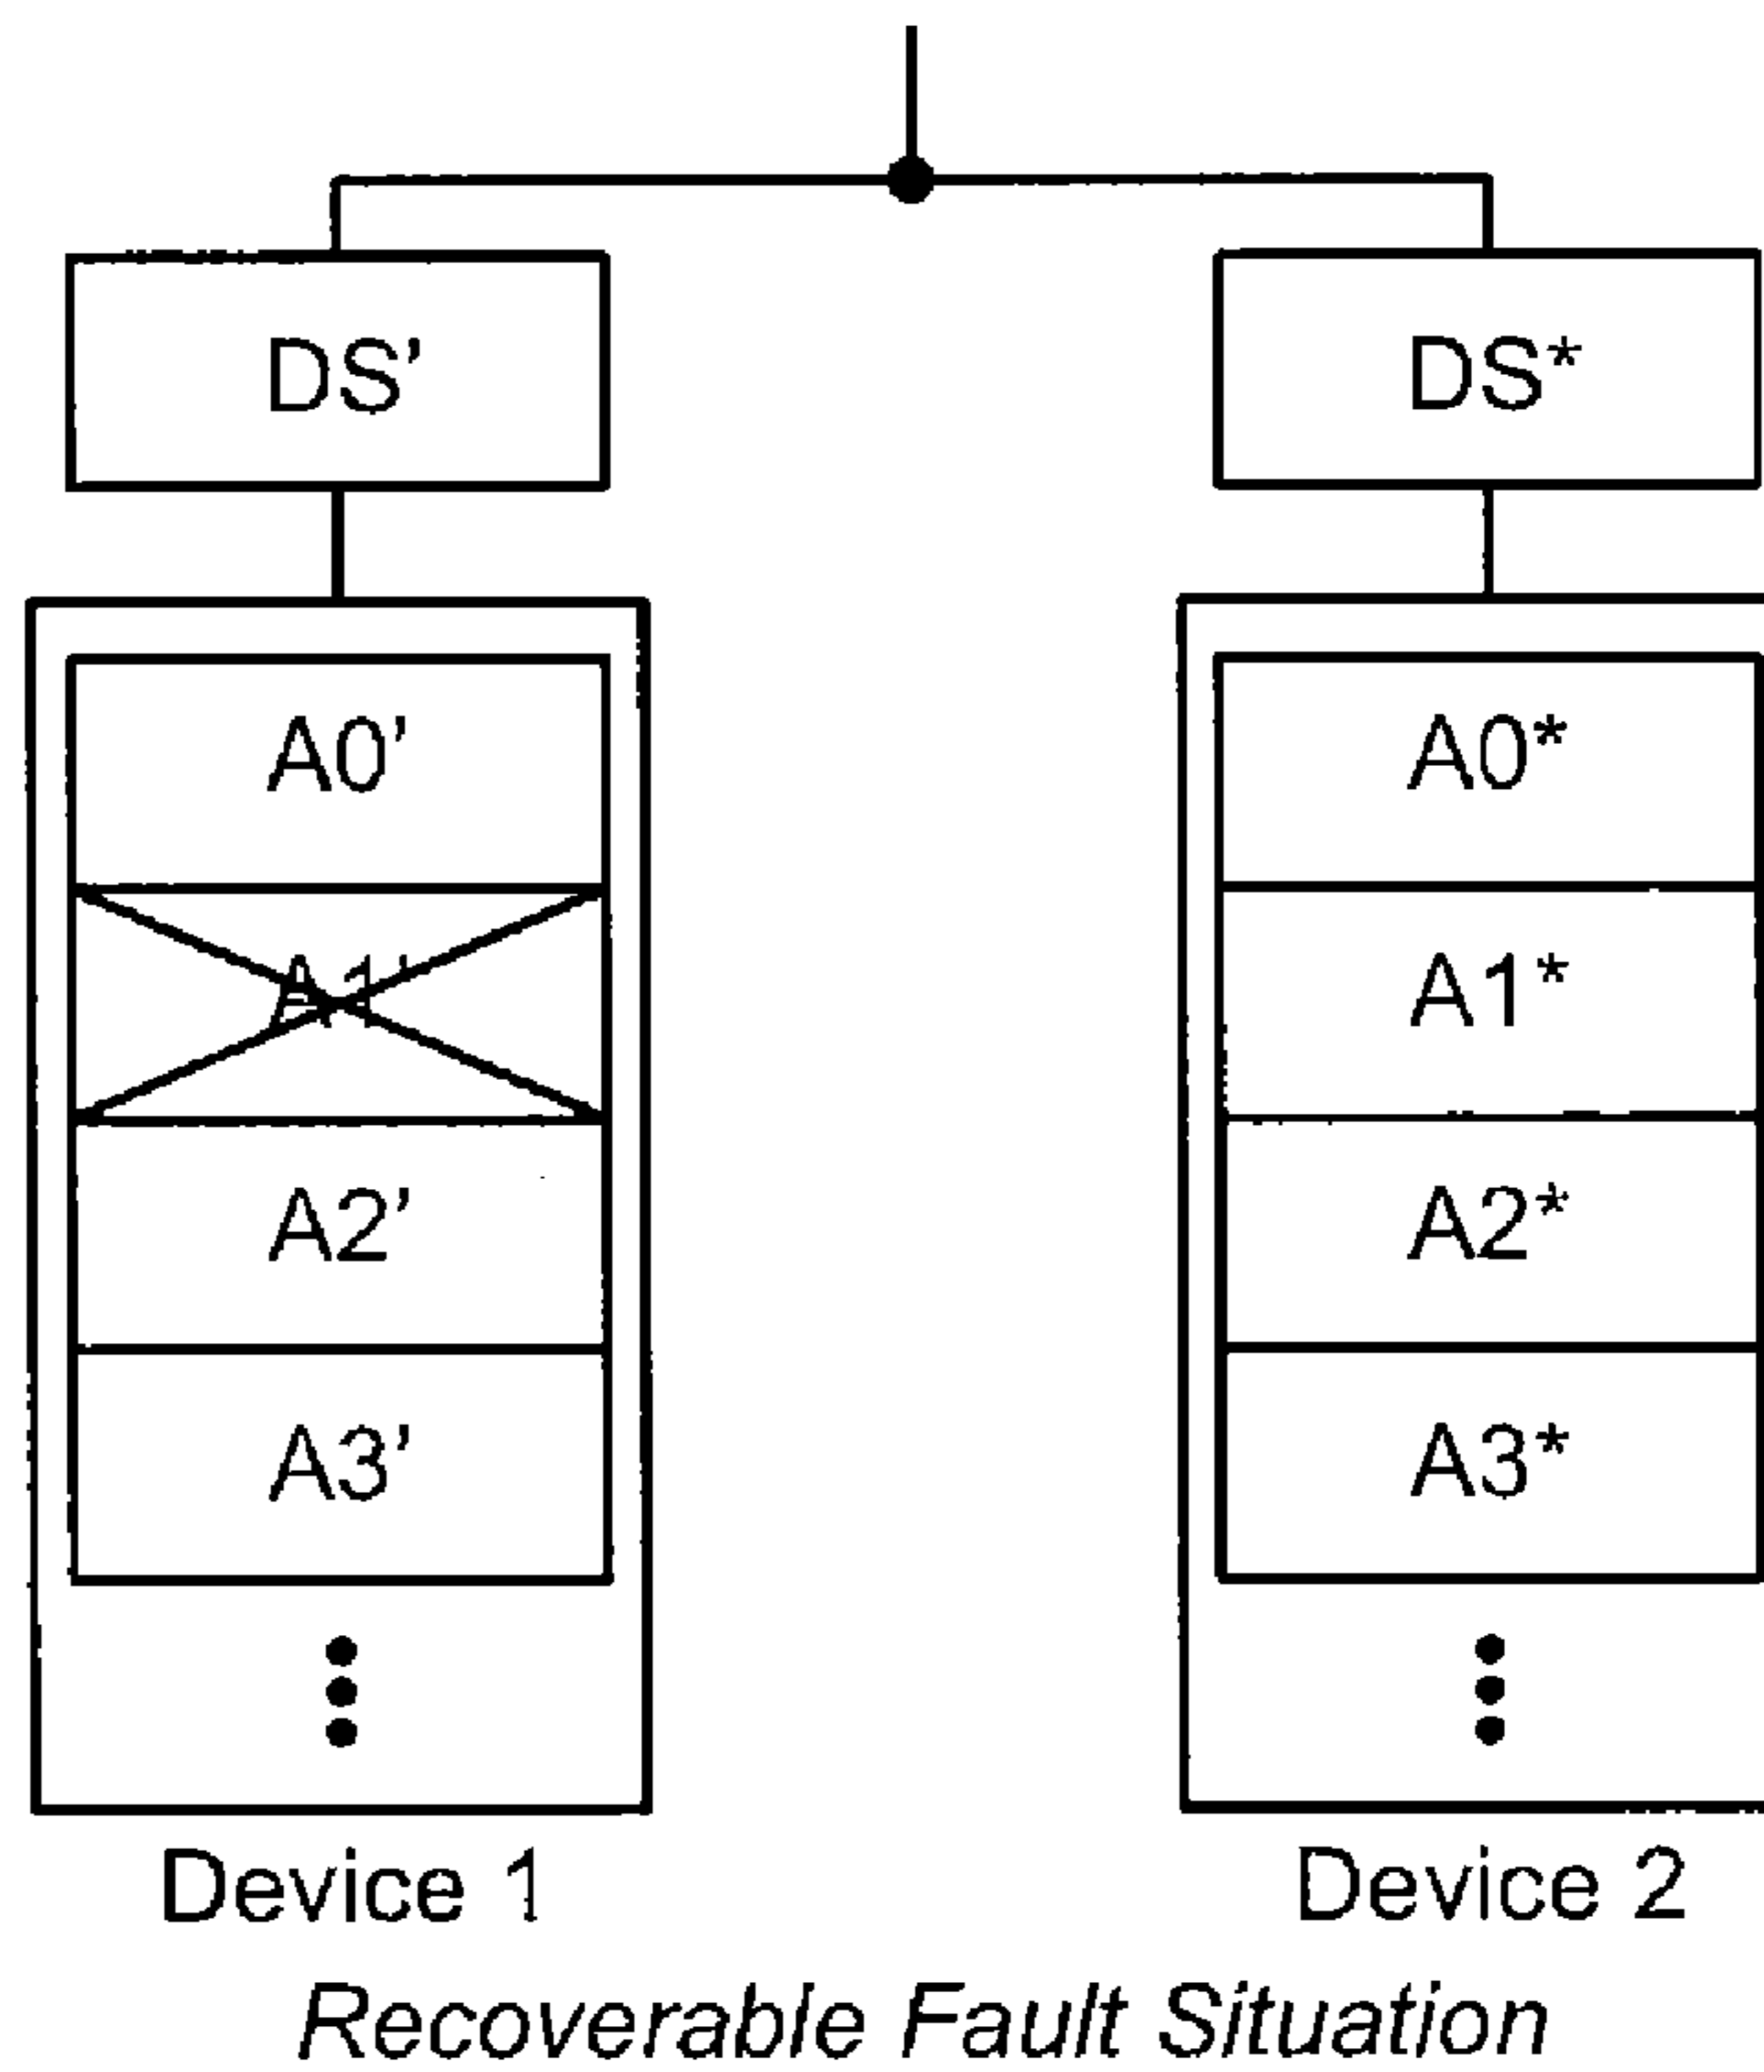 DS' DS*
A0' A0*
A1' A1*
A2' A2*
A3' A3*
Device 1 Device 2
Recoverable Fault Situation